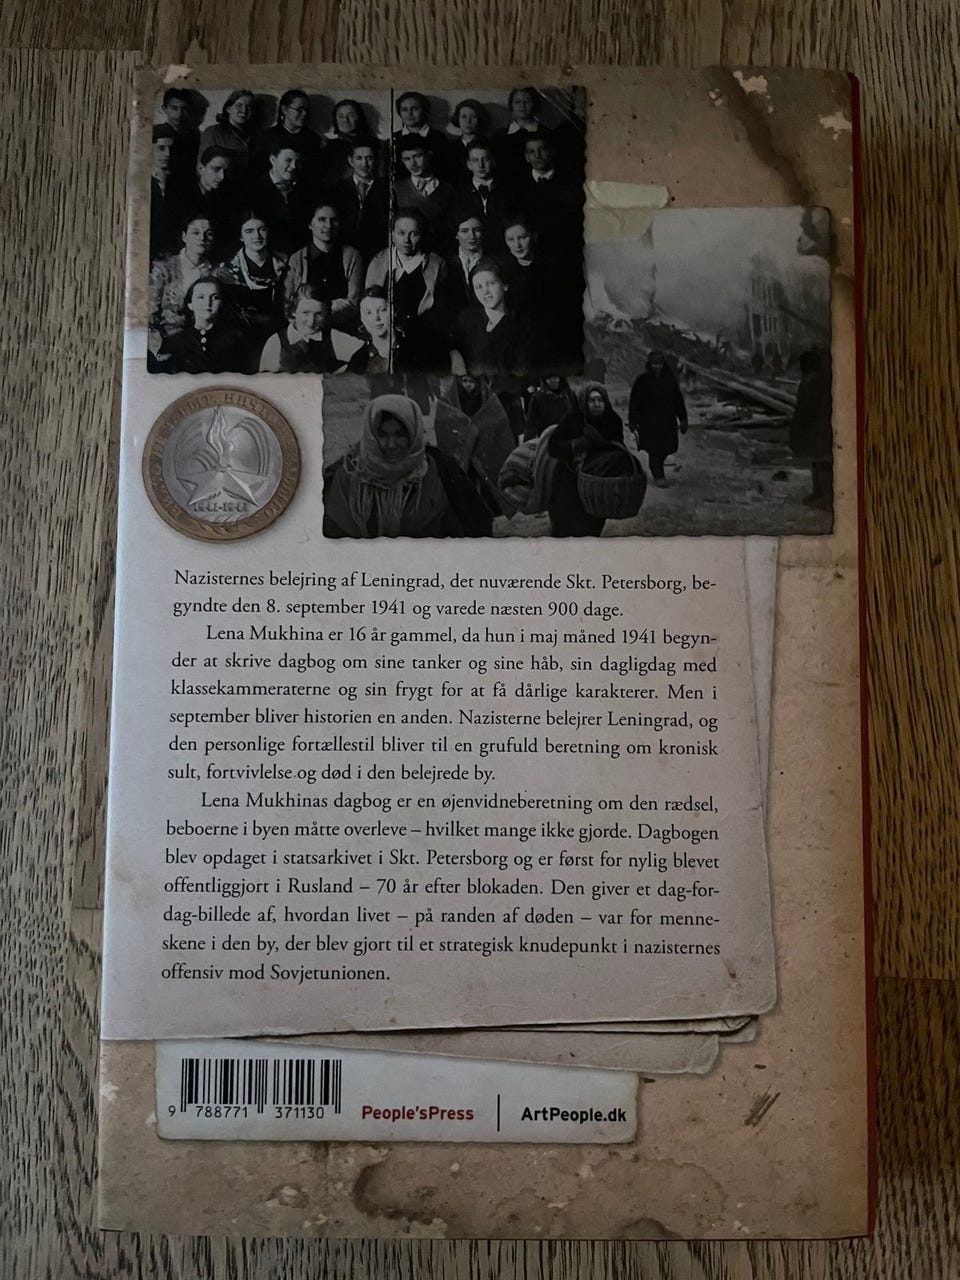 НИКТО НЕ ЗАБЫТ, НИЧТО НЕ ЗАБЫТО
1941-1945
Nazisternes belejring af Leningrad, det nuværende Skt. Petersborg, be-
gyndte den 8. september 1941 og varede næsten 900 dage.
Lena Mukhina er 16 år gammel, da hun i maj måned 1941 begyn-
der at skrive dagbog om sine tanker og sine håb, sin dagligdag med
klassekammeraterne og sin frygt for at få dårlige karakterer. Men i
september bliver historien en anden. Nazisterne belejrer Leningrad, og
den personlige fortællestil bliver til en grufuld beretning om kronisk
sult, fortvivlelse og død i den belejrede by.
Lena Mukhinas dagbog er en øjenvidneberetning om den rædsel,
beboerne i byen måtte overleve – hvilket mange ikke gjorde. Dagbogen
blev opdaget i statsarkivet i Skt. Petersborg og er først for nylig blevet
offentliggjort i Rusland – 70 år efter blokaden. Den giver et dag-for-
dag-billede af, hvordan livet – på randen af døden – var for menne-
skene i den by, der blev gjort til et strategisk knudepunkt i nazisternes
offensiv mod Sovjetunionen.
9 788771 371130
People'sPress
ArtPeople.dk